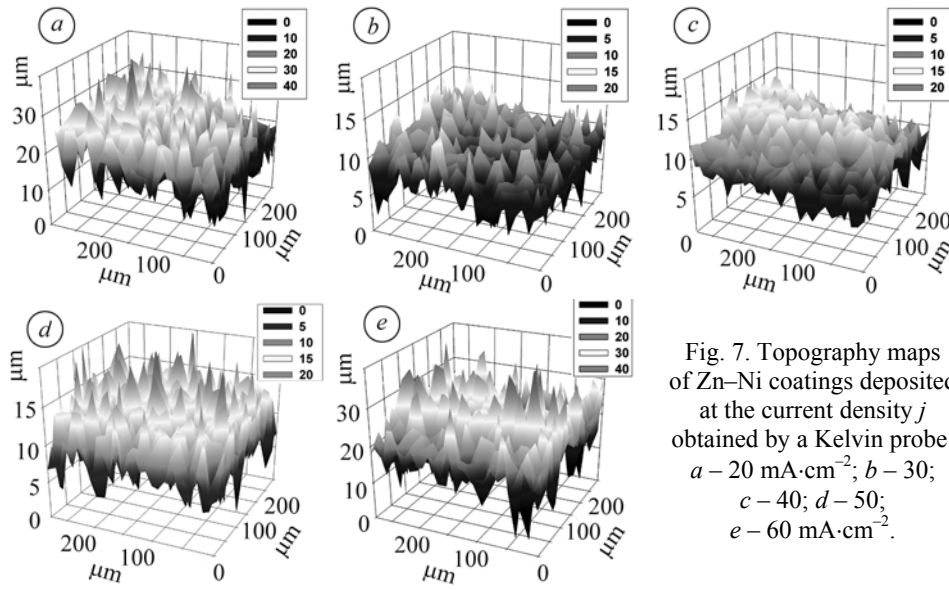 a
0
10
20
30
40
μm
30
20
10
0
200
100
μm
0
100
200
μm
b
0
5
10
15
20
μm
15
10
5
0
200
100
μm
0
100
200
μm
c
0
5
10
15
20
μm
15
10
5
0
200
100
μm
0
100
200
μm
d
0
5
10
15
20
μm
15
10
5
0
200
100
μm
0
100
200
μm
e
0
10
20
30
40
μm
30
20
10
0
200
100
μm
0
100
200
μm
Fig. 7. Topography maps
of Zn–Ni coatings deposited
at the current density j
obtained by a Kelvin probe
a – 20 mA·cm⁻²; b – 30;
c – 40; d – 50;
e – 60 mA·cm⁻².